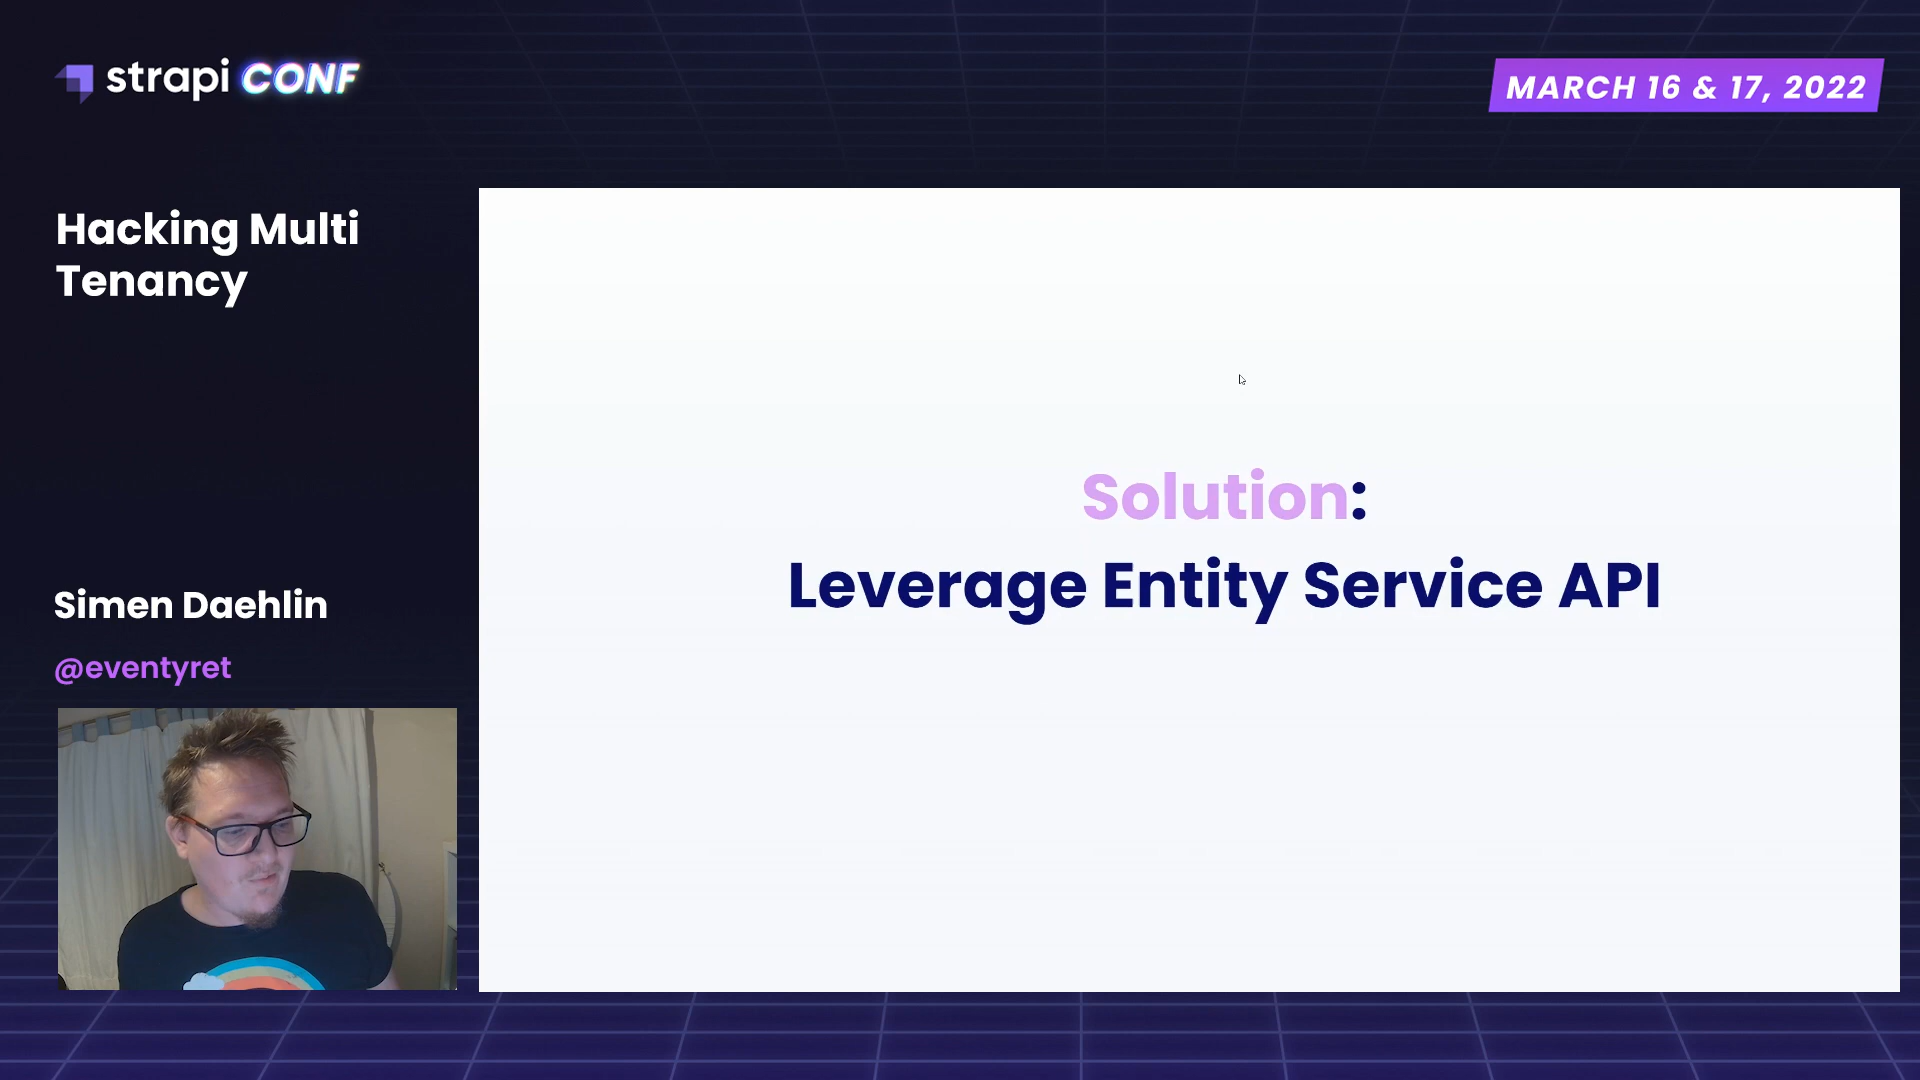 strapi CONF
MARCH 16 & 17, 2022
Hacking Multi
Tenancy
Solution:
Leverage Entity Service API
Simen Daehlin
@eventyret